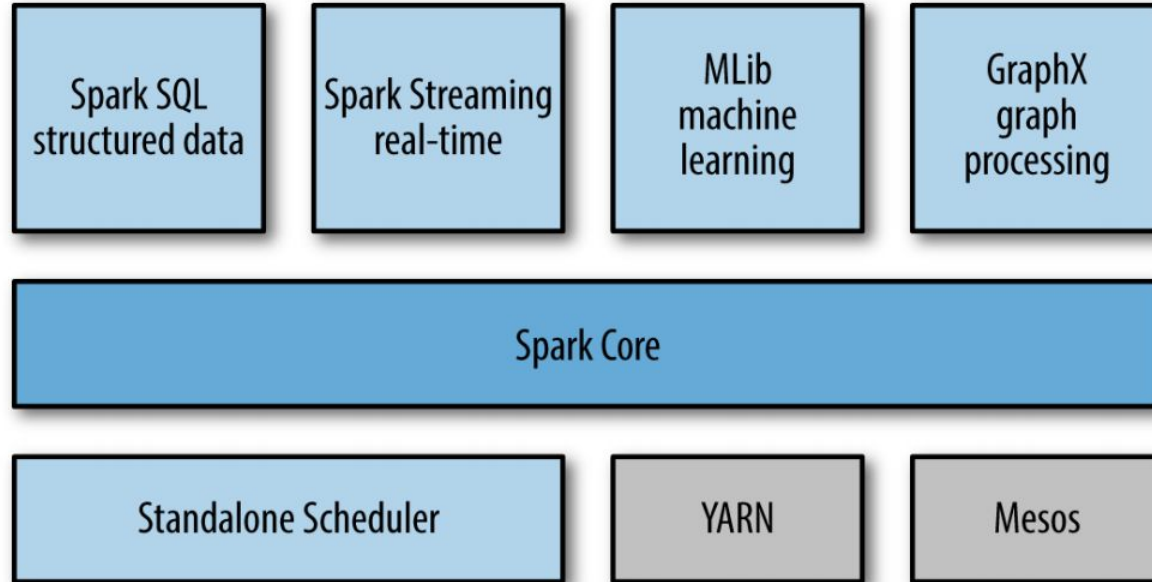 Spark SQL
structured data
Spark Streaming
real-time
MLib
machine
learning
GraphX
graph
processing
Spark Core
Standalone Scheduler
YARN
Mesos